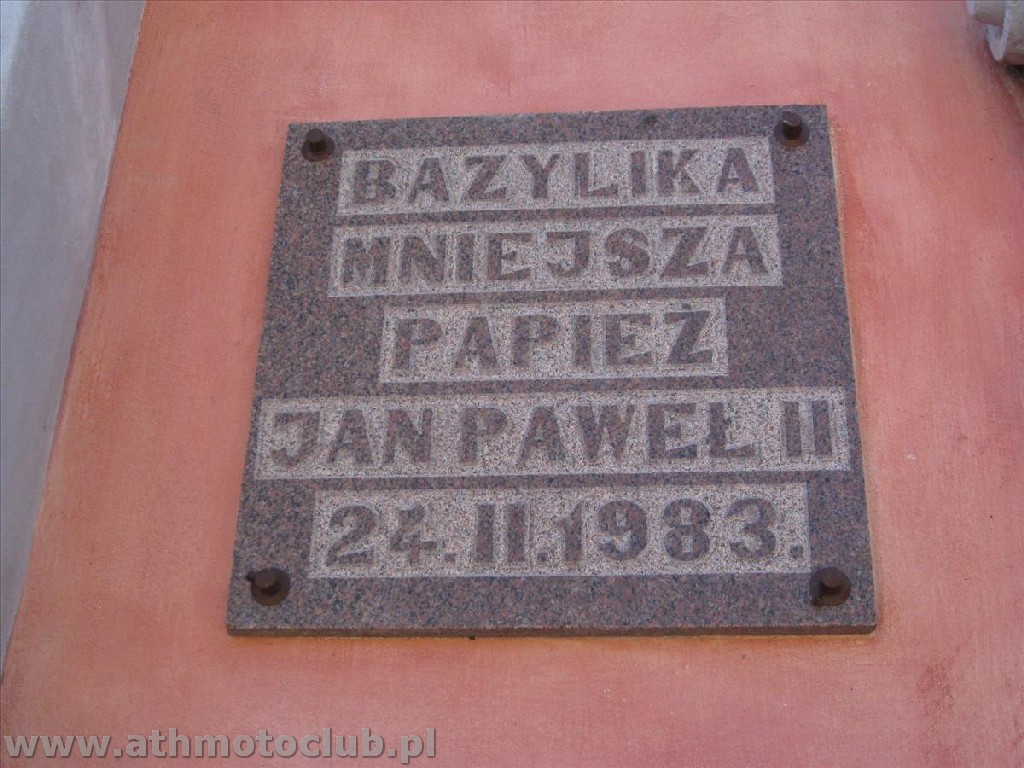 BAZYLIKA
MNIEJSZA
PAPIEŻ
JAN PAWEŁ II
24.II.1983.
www.athmotoclub.pl